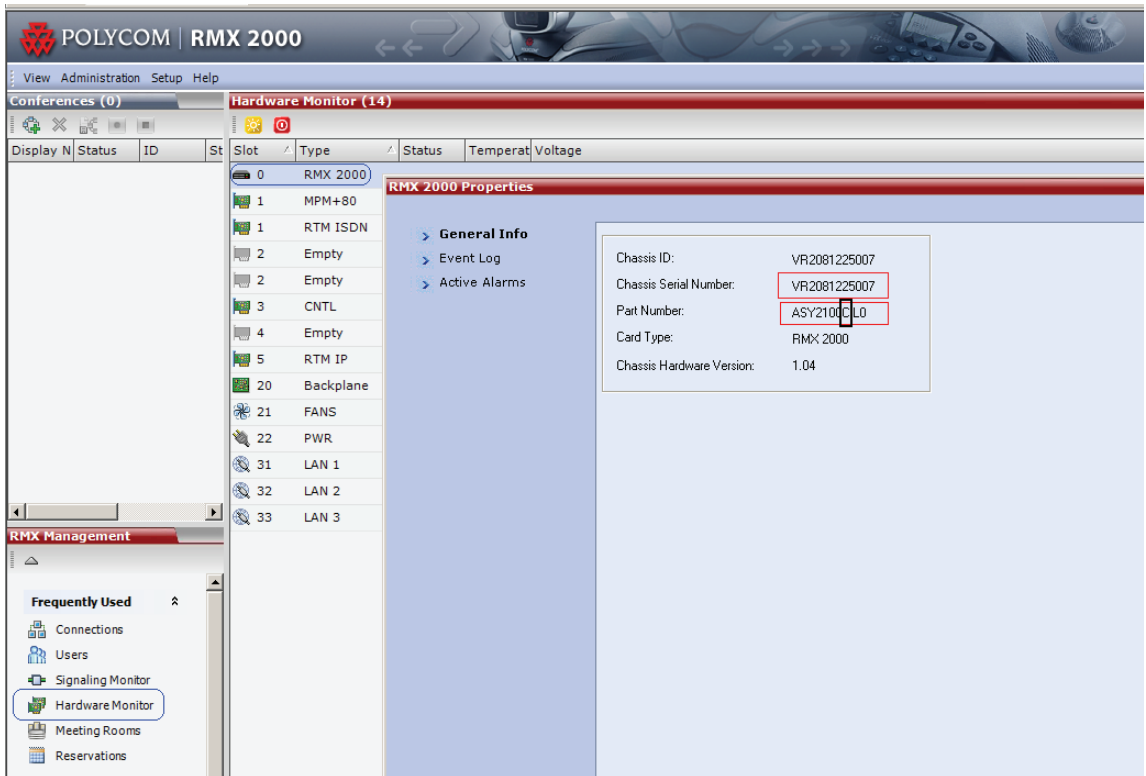 POLYCOM | RMX 2000
View Administration Setup Help
Conferences (0)
Display N Status ID St
Hardware Monitor (14)
Slot Type Status Temperat Voltage
0 RMX 2000
1 MPM+80
1 RTM ISDN
2 Empty
2 Empty
3 CNTL
4 Empty
5 RTM IP
20 Backplane
21 FANS
22 PWR
31 LAN 1
32 LAN 2
33 LAN 3
RMX 2000 Properties
General Info
Event Log
Active Alarms
Chassis ID: VR2081225007
Chassis Serial Number: VR2081225007
Part Number: ASY2100C L0
Card Type: RMX 2000
Chassis Hardware Version: 1.04
RMX Management
Frequently Used
Connections
Users
Signaling Monitor
Hardware Monitor
Meeting Rooms
Reservations